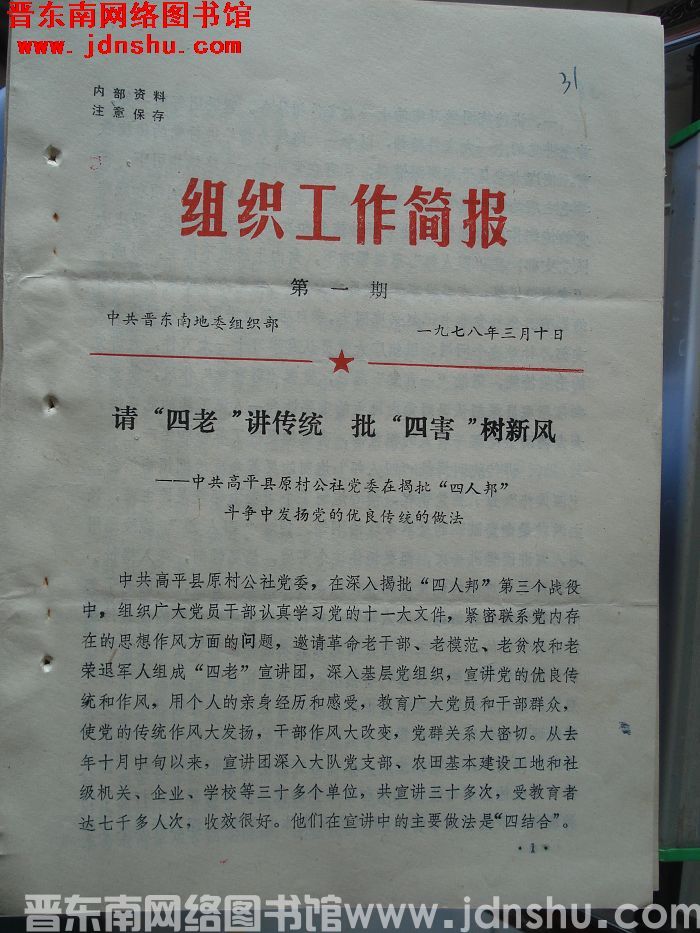 晋东南网络图书馆
www.jdnshu.com
31
内部资料
注意保存
组织工作简报
第一期
中共晋东南地委组织部 一九七八年三月十日
请“四老”讲传统 批“四害”树新风
——中共高平县原村公社党委在揭批“四人邦”
斗争中发扬党的优良传统的做法
中共高平县原村公社党委，在深入揭批“四人邦”第三个战役
中，组织广大党员干部认真学习党的十一大文件，紧密联系党内存
在的思想作风方面的问题，邀请革命老干部、老模范、老贫农和老
荣退军人组成“四老”宣讲团，深入基层党组织，宣讲党的优良传
统和作风，用个人的亲身经历和感受，教育广大党员和干部群众，
使党的传统作风大发扬，干部作风大改变，党群关系大密切。从去
年十月中旬以来，宣讲团深入大队党支部、农田基本建设工地和社
级机关、企业、学校等三十多个单位，共宣讲三十多次，受教育者
达七千多人次，收效很好。他们在宣讲中的主要做法是“四结合”。
·1·
晋东南网络图书馆www.jdnshu.com